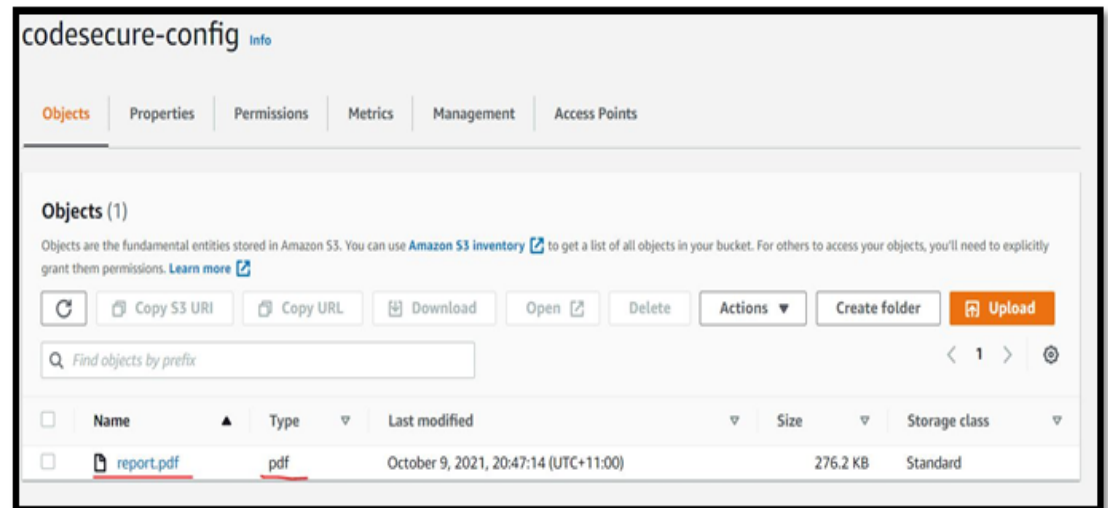 codesecure-config Info
Objects Properties Permissions Metrics Management Access Points
Objects (1)
Objects are the fundamental entities stored in Amazon S3. You can use Amazon S3 inventory to get a list of all objects in your bucket. For others to access your objects, you'll need to explicitly
grant them permissions. Learn more
Copy S3 URI Copy URL Download Open Delete Actions Create folder Upload
Find objects by prefix 1
Name Type Last modified Size Storage class
report.pdf pdf October 9, 2021, 20:47:14 (UTC+11:00) 276.2 KB Standard